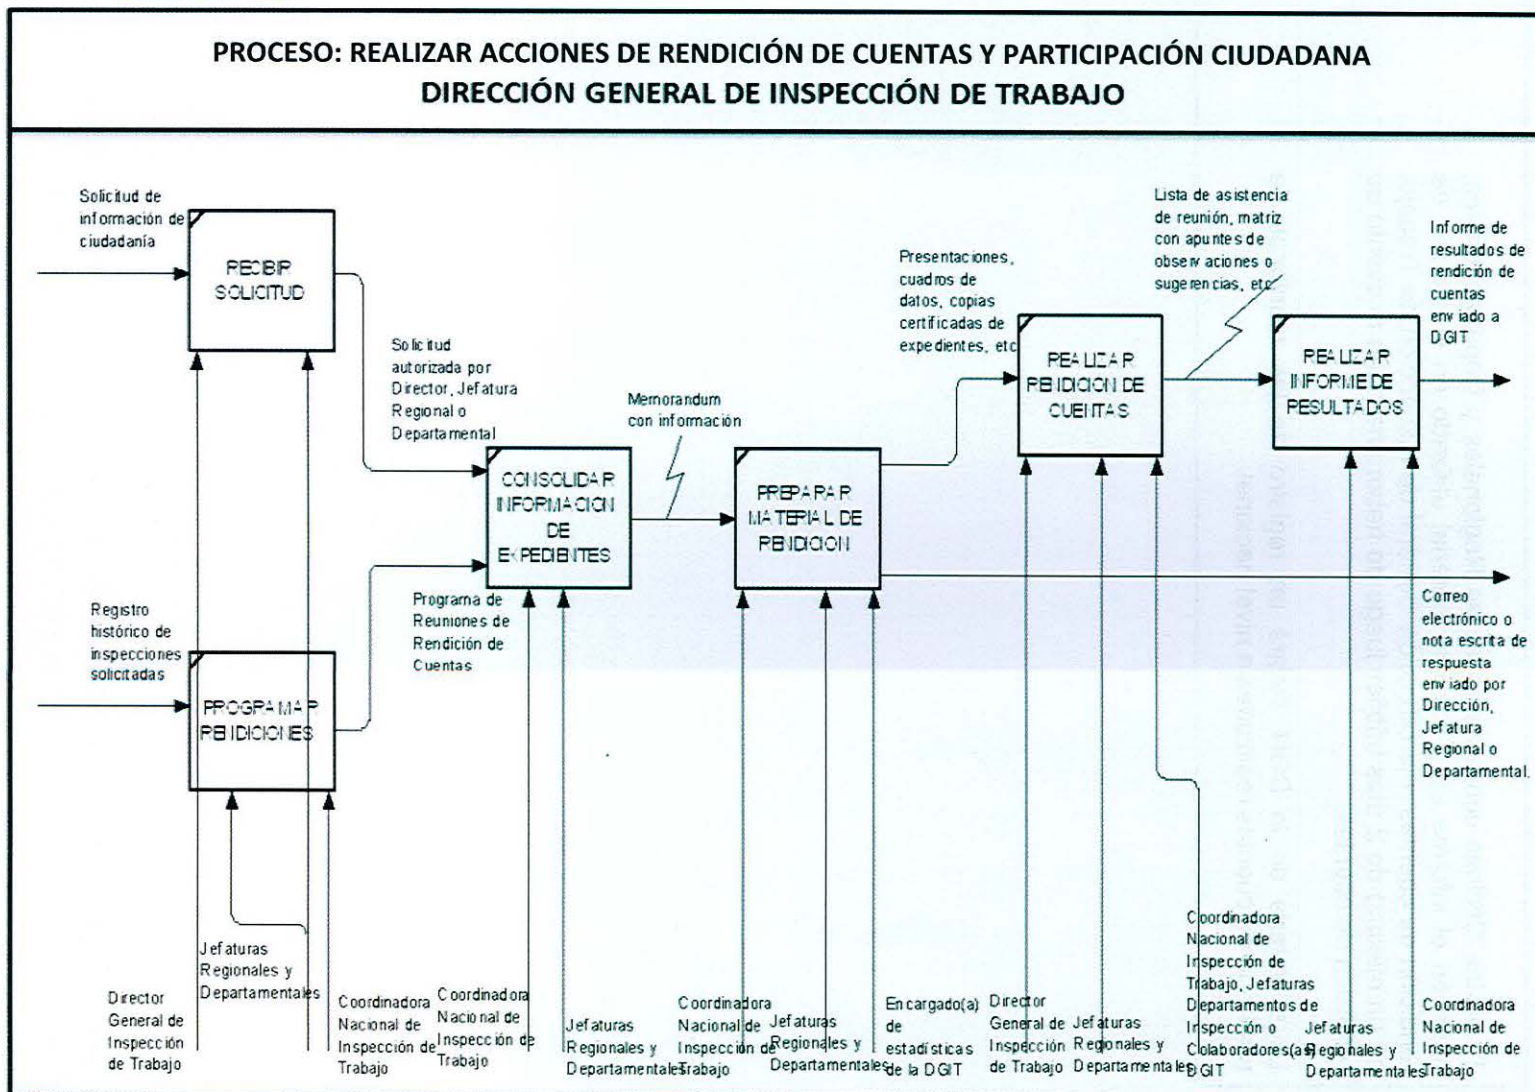 PROCESO: REALIZAR ACCIONES DE RENDICIÓN DE CUENTAS Y PARTICIPACIÓN CIUDADANA
DIRECCIÓN GENERAL DE INSPECCIÓN DE TRABAJO
Solicitud de
información de
ciudadanía
RECIBIR
SOLICITUD
Solicitud
autorizada por
Director, Jefatura
Regional o
Departamental
Registro
histórico de
inspecciones
solicitadas
PROGRAMAR
RENDICIONES
Programa de
Reuniones de
Rendición de
Cuentas
CONSOLIDAR
INFORMACION
DE
EXPEDIENTES
Memorandum
con información
PREPARAR
MATERIAL DE
RENDICION
Presentaciones,
cuadros de
datos, copias
certificadas de
expedientes, etc
REALIZAR
RENDICION DE
CUENTAS
Lista de asistencia
de reunión, matriz
con apuntes de
observaciones o
sugerencias, etc
REALIZAR
INFORME DE
RESULTADOS
Informe de
resultados de
rendición de
cuentas
enviado a
DGIT
Correo
electrónico o
nota escrita de
respuesta
enviado por
Dirección,
Jefatura
Regional o
Departamental.
Director
General de
Inspección
de Trabajo
Jefaturas
Regionales y
Departamentales
Coordinadora
Nacional de
Inspección de
Trabajo
Coordinadora
Nacional de
Inspección de
Trabajo
Jefaturas
Regionales y
Departamentales
Coordinadora
Nacional de
Inspección de
Trabajo
Jefaturas
Regionales y
Departamentales
Encargado(a)
de
estadísticas
de la DGIT
Director
General de
Inspección
de Trabajo
Jefaturas
Regionales y
Departamentales
Coordinadora
Nacional de
Inspección de
Trabajo, Jefaturas
Departamentos de
Inspección o
Colaboradores(as)
DGIT
Jefaturas
Regionales y
Departamentales
Coordinadora
Nacional de
Inspección de
Trabajo